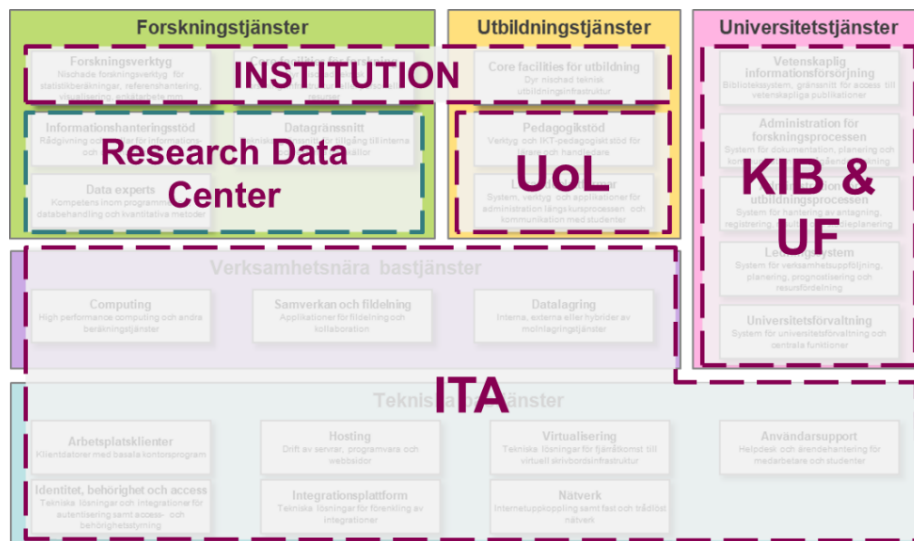 Forskningstjänster
Forskningsverktyg
Nischade forskningsverktyg för
statistikberäkningar, referenshantering,
INSTITUTION
Informationshanteringsstöd
Datagränssnitt
Research Data
Center
Data experts
Kompetens inom
databehandling och kvantitativa metoder
Utbildningstjänster
Core facilities för utbildning
Dyr nischad teknisk
utbildningsinfrastruktur
Pedagogikstöd
Verktyg och IKT-pedagogiskt stöd för
lärare och handledare
UoL
System, verktyg och applikationer för
administration längs kursprocessen och
kommunikation med studenter
Universitetstjänster
Vetenskaplig
informationsförsörjning
Bibliotekssystem, gränssnitt för access till
vetenskapliga publikationer
Administration för
forskningsprocessen
System för dokumentation, planering och
KIB &
UF
utbildningsprocessen
System för hantering av antagning,
Ledningssystem
System för verksamhetsuppföljning,
planering, prognostisering och
resursfördelning
Universitetsförvaltning
System för universitetsförvaltning och
centrala funktioner
Verksamhetsnära bastjänster
Computing
High performance computing och andra
beräkningstjänster
Samverkan och fildelning
Applikationer för fildelning och
kollaboration
Datalagring
Interna, externa eller hybrider av
molnlagringtjänster
ITA
Tekniska bastjänster
Arbetsplatsklienter
Klientdatorer med basala kontorsprogram
Hosting
Drift av servrar, programvara och
webbsidor
Virtualisering
Tekniska lösningar för fjärråtkomst till
virtuell skrivbordsinfrastruktur
Användarsupport
Helpdesk och ärendehantering för
medarbetare och studenter
Identitet, behörighet och access
Tekniska lösningar och integrationer för
autentisering samt access- och
behörighetsstyrning
Integrationsplattform
Tekniska lösningar för förenkling av
integrationer
Nätverk
Internetuppkoppling samt fast och trådlöst
nätverk